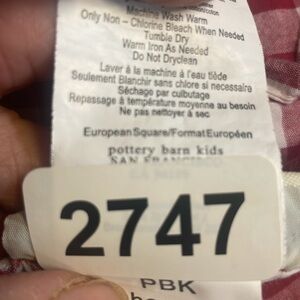 Machine Wash Warm
Only Non – Chlorine Bleach When Needed
Tumble Dry
Warm Iron As Needed
Do Not Dryclean
Laver à la machine à l'eau tiède
Seulement Blanchir sans chlore si necessaire
Séchage par culbutage
Repassage à température moyenne au besoin
Ne pas nettoyer à sec
European Square/Format Européen
pottery barn kids
SAN FRANCISCO
2747
PBK